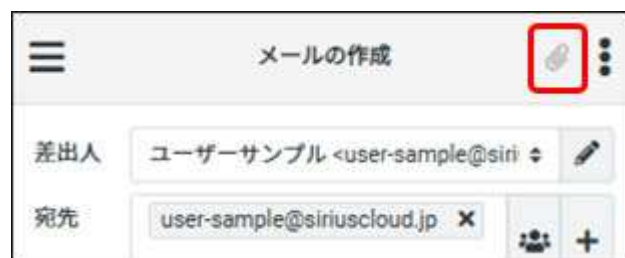 メールの作成
差出人 ユーザーサンプル <user-sample@siri
宛先 user-sample@siriuscloud.jp ×